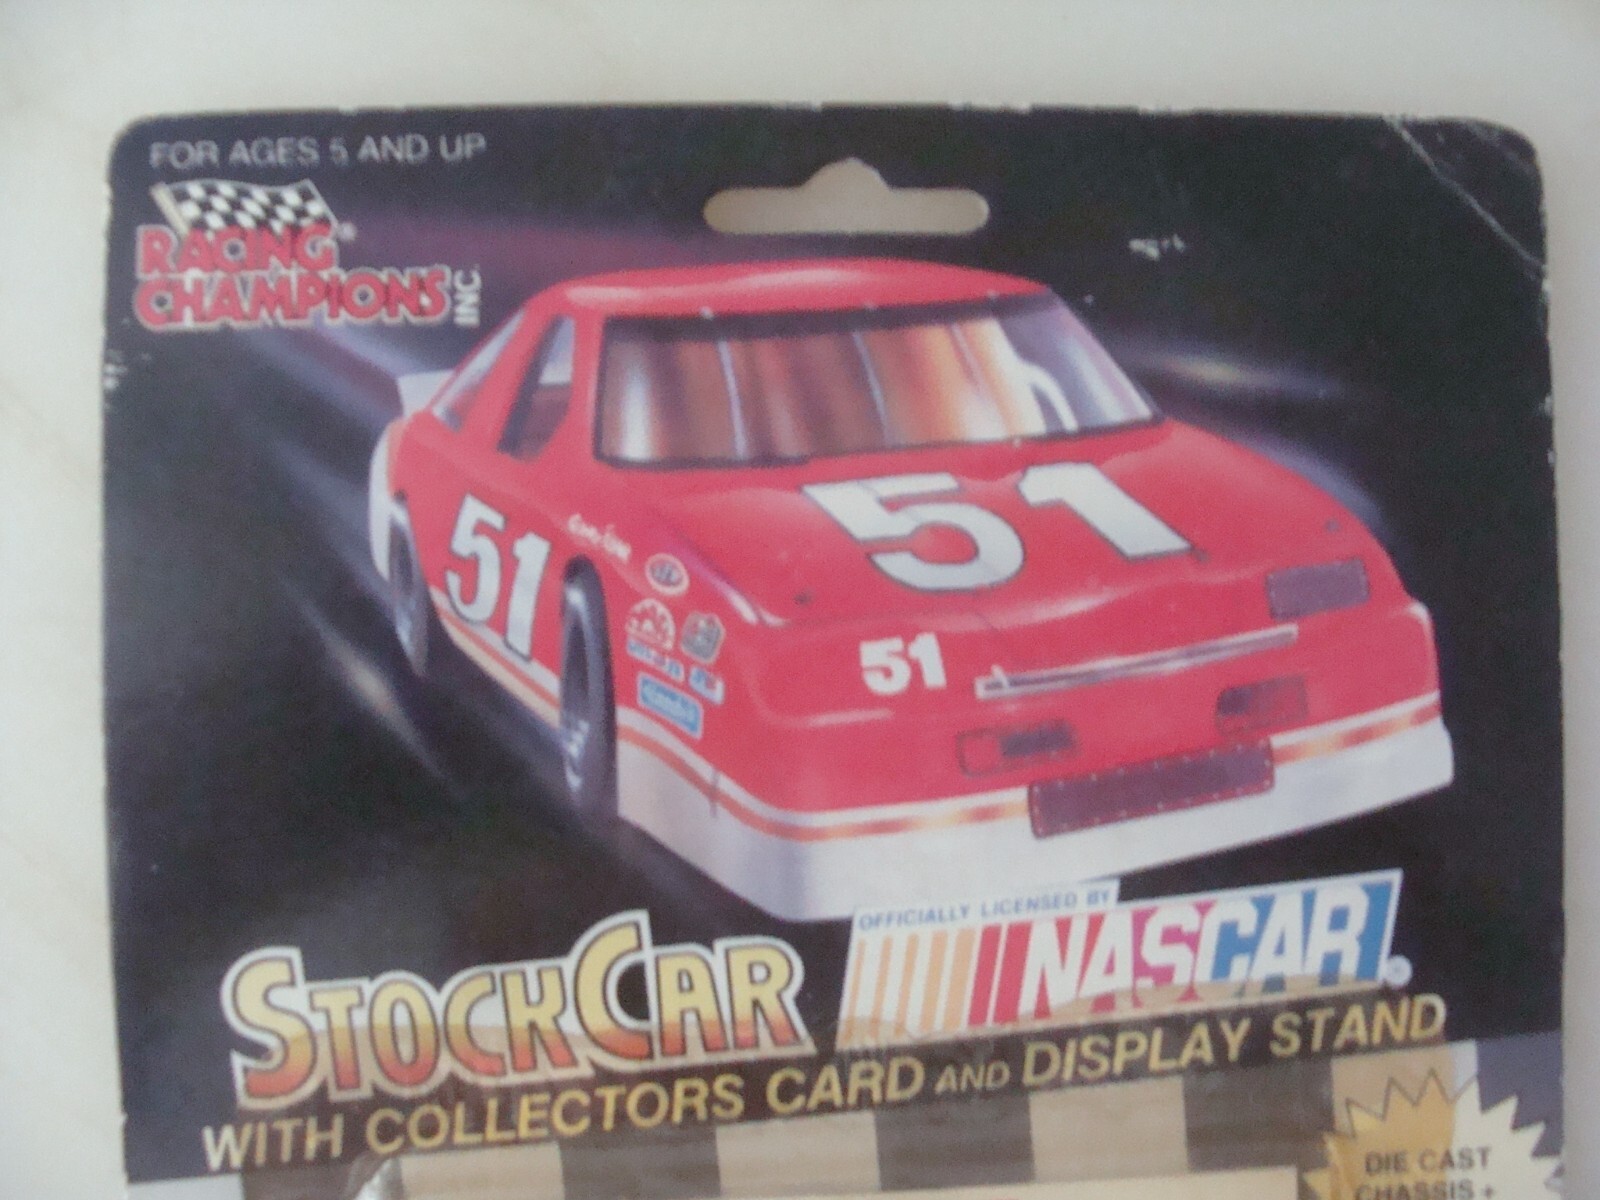 FOR AGES 5 AND UP
RACING
CHAMPIONS INC
51
51
51
STOCKCAR
OFFICIALLY LICENSED BY
NASCAR
WITH COLLECTORS CARD AND DISPLAY STAND
DIE CAST
CHASSIS +